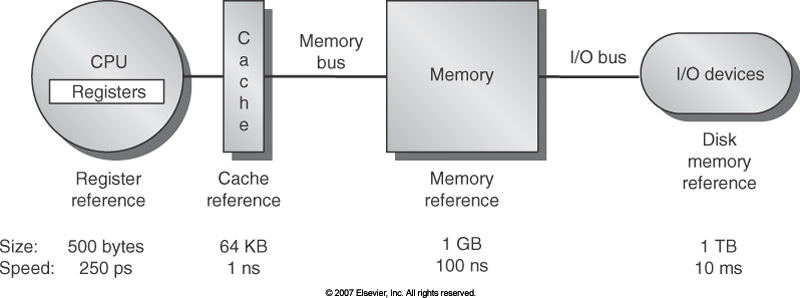 CPU
Registers
Cache
Memory
bus
Memory
I/O bus
I/O devices
Register
reference
Cache
reference
Memory
reference
Disk
memory
reference
Size: 500 bytes 64 KB 1 GB 1 TB
Speed: 250 ps 1 ns 100 ns 10 ms
© 2007 Elsevier, Inc. All rights reserved.